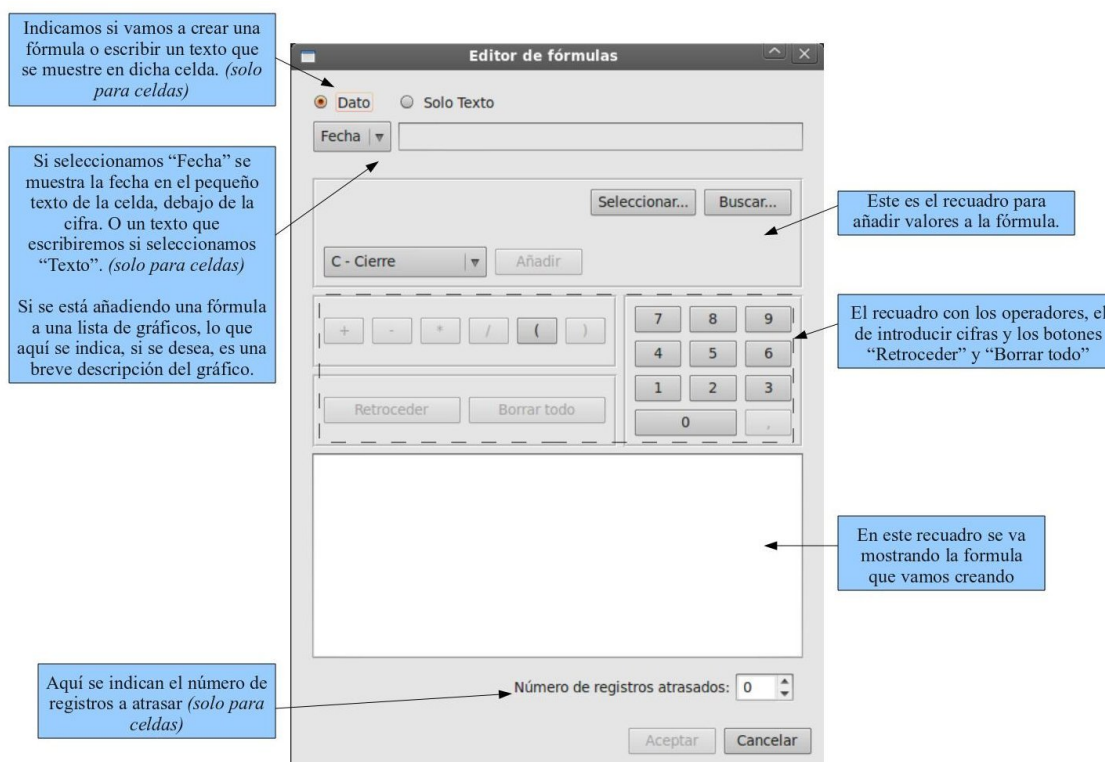 Indicamos si vamos a crear una
fórmula o escribir un texto que
se muestre en dicha celda. (solo
para celdas)
Editor de fórmulas
Dato
Solo Texto
Fecha
Si seleccionamos “Fecha” se
muestra la fecha en el pequeño
texto de la celda, debajo de la
cifra. O un texto que
escribiremos si seleccionamos
“Texto”. (solo para celdas)
Si se está añadiendo una fórmula
a una lista de gráficos, lo que
aquí se indica, si se desea, es una
breve descripción del gráfico.
Seleccionar...
Buscar...
C - Cierre
Añadir
Este es el recuadro para
añadir valores a la fórmula.
+ - * / ( )
7 8 9
4 5 6
1 2 3
0 ,
Retroceder
Borrar todo
El recuadro con los operadores, el
de introducir cifras y los botones
“Retroceder” y “Borrar todo”
En este recuadro se va
mostrando la formula
que vamos creando
Aquí se indican el número de
registros a atrasar (solo para
celdas)
Número de registros atrasados: 0
Aceptar
Cancelar